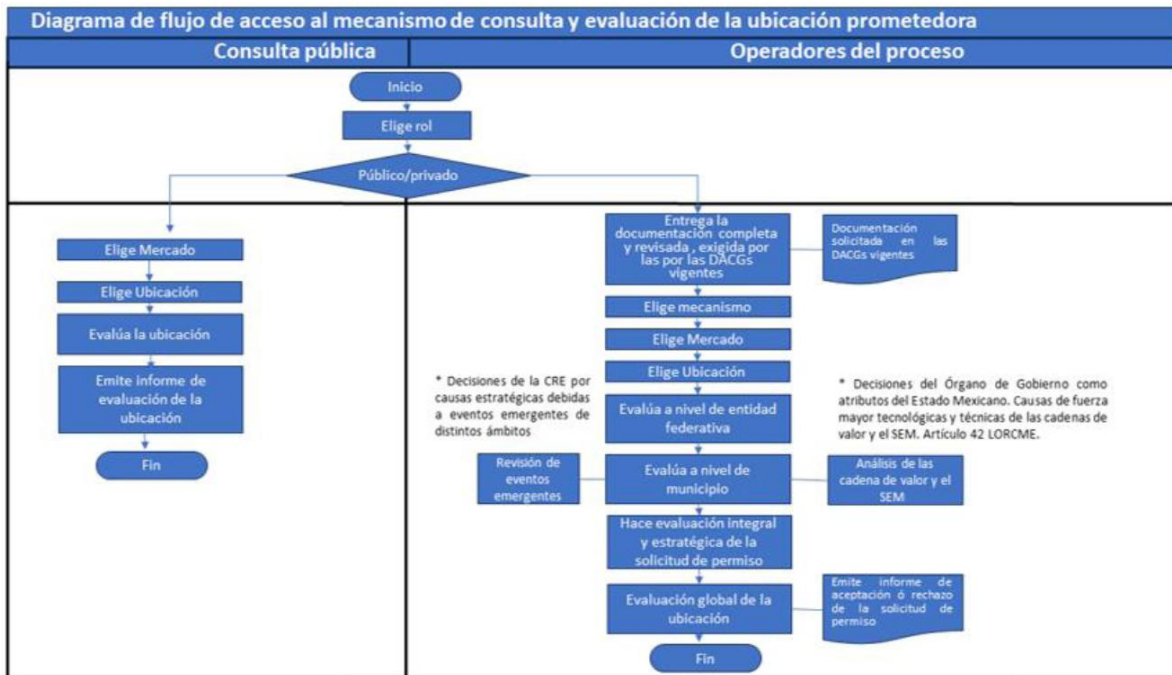 Diagrama de flujo de acceso al mecanismo de consulta y evaluación de la ubicación prometedora
Consulta pública
Operadores del proceso
Inicio
Elige rol
Público/privado
Elige Mercado
Elige Ubicación
Evalúa la ubicación
Emite informe de
evaluación de la
ubicación
Fin
Entrega la
documentación completa
y revisada , exigida por
las por las DACGs
vigentes
Documentación
solicitada en las
DACGs vigentes
Elige mecanismo
Elige Mercado
Elige Ubicación
* Decisiones de la CRE por
causas estratégicas debidas
a eventos emergentes de
distintos ámbitos
Evalúa a nivel de entidad
federativa
* Decisiones del Órgano de Gobierno como
atributos del Estado Mexicano. Causas de fuerza
mayor tecnológicas y técnicas de las cadenas de
valor y el SEM. Artículo 42 LORCME.
Revisión de
eventos
emergentes
Evalúa a nivel de
municipio
Análisis de las
cadena de valor y el
SEM
Hace evaluación integral
y estratégica de la
solicitud de permiso
Evaluación global de la
ubicación
Emite informe de
aceptación ó rechazo
de la solicitud de
permiso
Fin